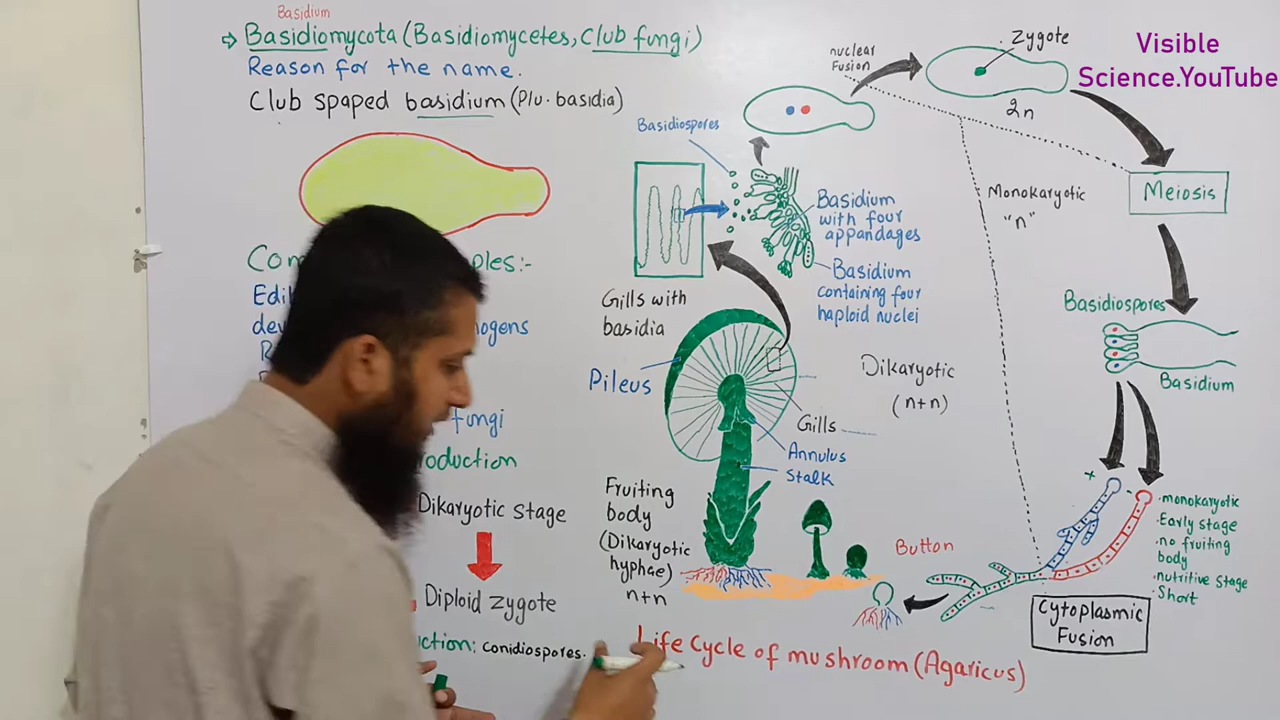 Basidium
Basidiomycota (Basidiomycetes, Club fungi)
Reason for the name.
Club spaped basidium (Plu. basidia)
Com
ples:-
Edi
de
nogens
fungi
oduction
Dikaryotic stage
Diploid zygote
ction: conidiospores.
Visible
Science.YouTube
nuclear
Fusion
Zygote
2n
Basidiospores
Basidium
with four
appandages
Basidium
containing four
haploid nuclei
Gills with
basidia
Monokaryotic
"n"
Meiosis
Basidiospores
Basidium
Pileus
Dikaryotic
(n+n)
Gills
Annulus
stalk
Fruiting
body
(Dikaryotic
hyphae)
n+n
Button
+
-
·monokaryotic
·Early stage
·no fruiting
body
·nutritive stage
·Short
Cytoplasmic
Fusion
Life Cycle of mushroom (Agaricus)